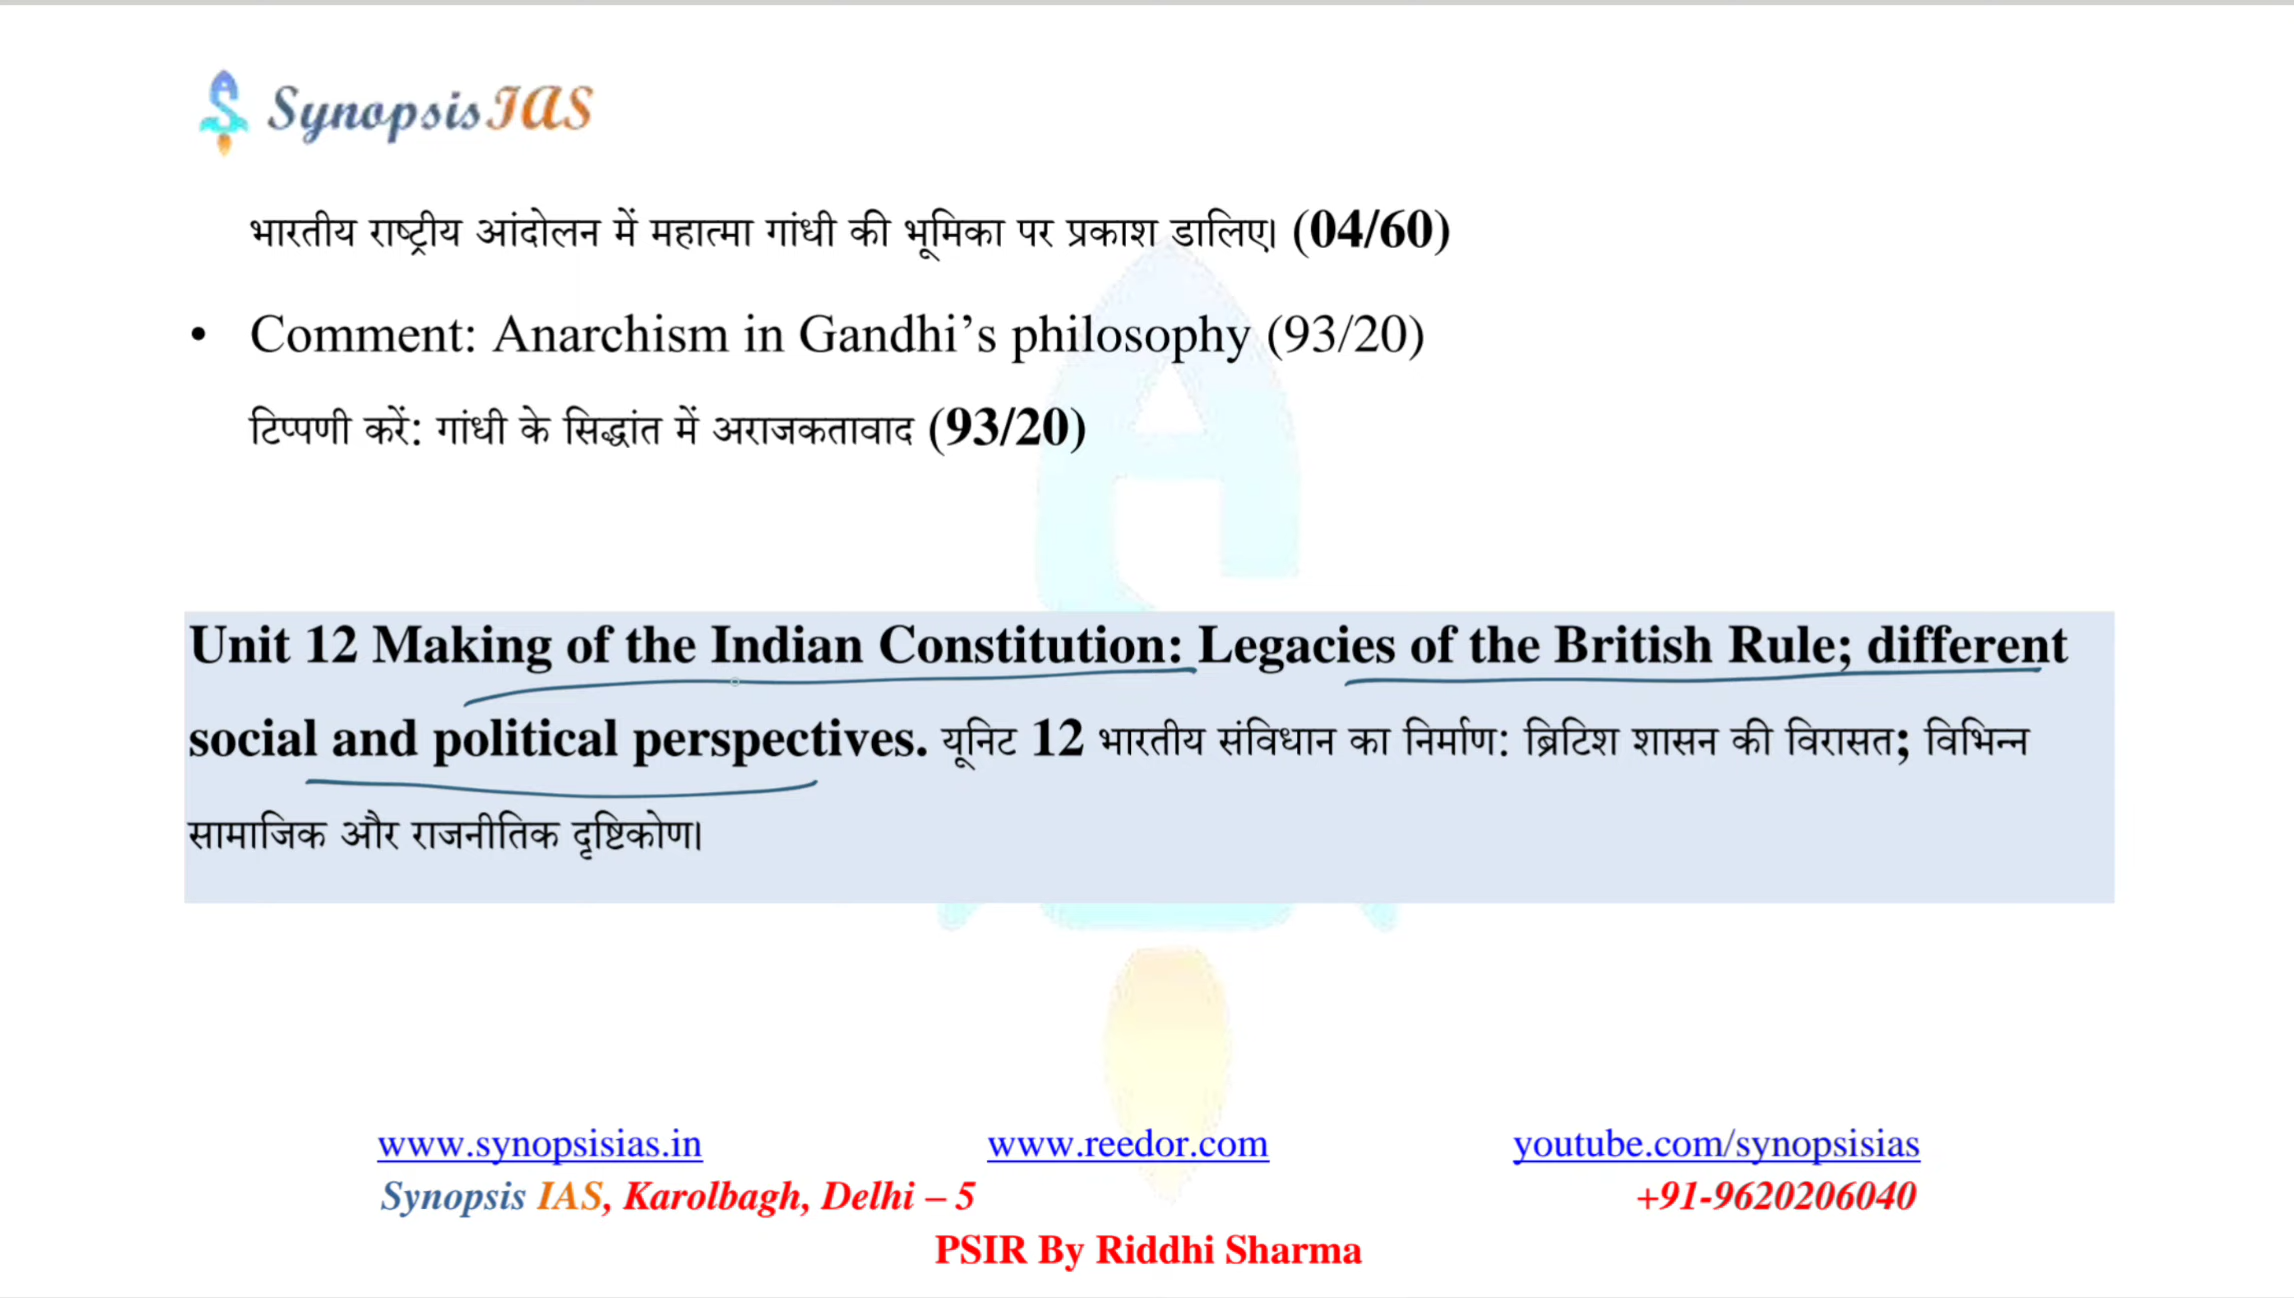 SynopsisIAS
भारतीय राष्ट्रीय आंदोलन में महात्मा गांधी की भूमिका पर प्रकाश डालिए। (04/60)
• Comment: Anarchism in Gandhi’s philosophy (93/20)
टिप्पणी करें: गांधी के सिद्धांत में अराजकतावाद (93/20)
Unit 12 Making of the Indian Constitution: Legacies of the British Rule; different
social and political perspectives. यूनिट 12 भारतीय संविधान का निर्माण: ब्रिटिश शासन की विरासत; विभिन्न
सामाजिक और राजनीतिक दृष्टिकोण।
www.synopsisias.in www.reedor.com youtube.com/synopsisias
Synopsis IAS, Karolbagh, Delhi – 5 +91-9620206040
PSIR By Riddhi Sharma